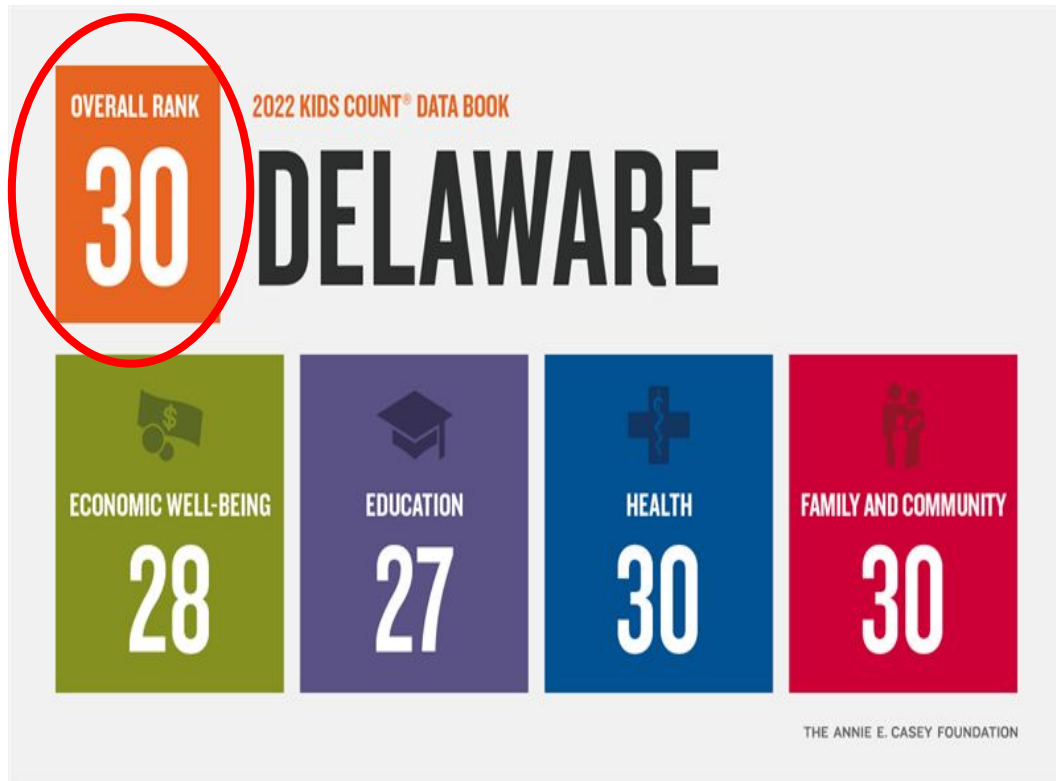 OVERALL RANK
30
2022 KIDS COUNT® DATA BOOK
DELAWARE
$
ECONOMIC WELL-BEING
28
EDUCATION
27
HEALTH
30
FAMILY AND COMMUNITY
30
THE ANNIE E. CASEY FOUNDATION